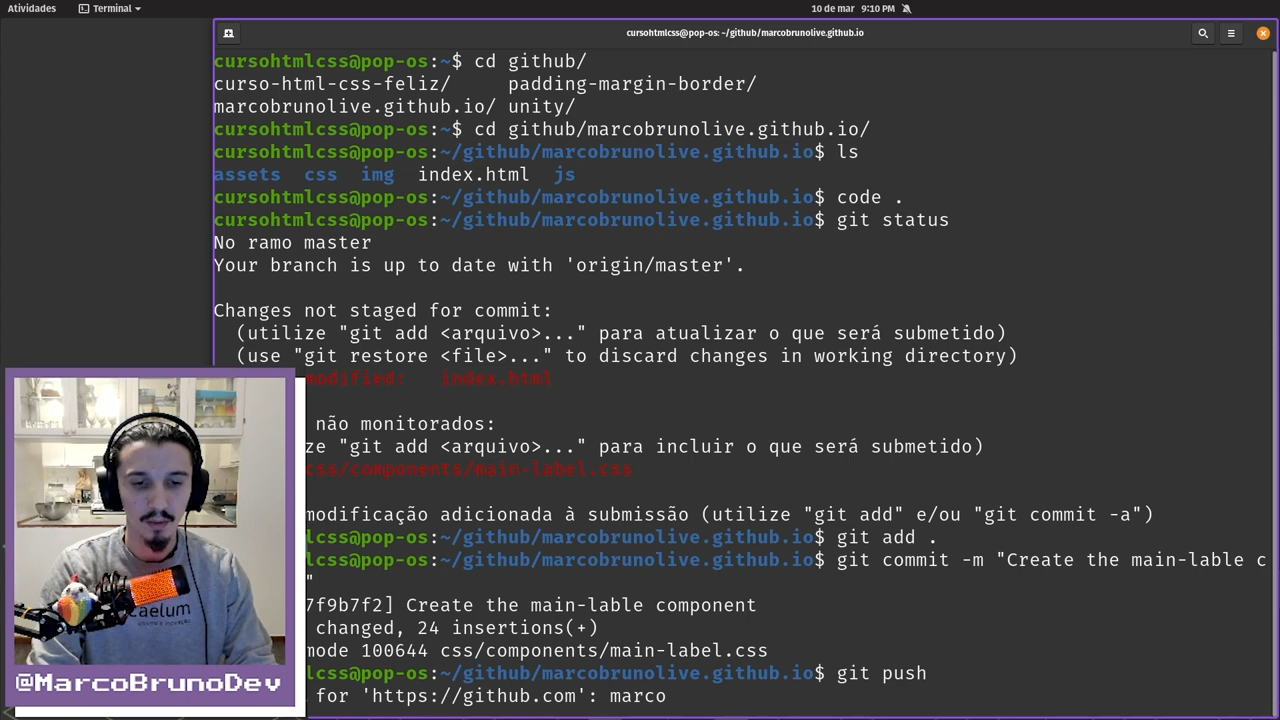 Atividades
Terminal
10 de mar 9:10 PM
cursohtmlcss@pop-os: ~/github/marcobrunolive.github.io
cursohtmlcss@pop-os:~$ cd github/
curso-html-css-feliz/ padding-margin-border/
marcobrunolive.github.io/ unity/
cursohtmlcss@pop-os:~$ cd github/marcobrunolive.github.io/
cursohtmlcss@pop-os:~/github/marcobrunolive.github.io$ ls
assets css img index.html js
cursohtmlcss@pop-os:~/github/marcobrunolive.github.io$ code .
cursohtmlcss@pop-os:~/github/marcobrunolive.github.io$ git status
No ramo master
Your branch is up to date with 'origin/master'.
Changes not staged for commit:
(utilize "git add <arquivo>..." para atualizar o que será submetido)
(use "git restore <file>..." to discard changes in working directory)
modified: index.html
não monitorados:
ze "git add <arquivo>..." para incluir o que será submetido)
css/components/main-label.css
modificação adicionada à submissão (utilize "git add" e/ou "git commit -a")
lcss@pop-os:~/github/marcobrunolive.github.io$ git add .
lcss@pop-os:~/github/marcobrunolive.github.io$ git commit -m "Create the main-lable c
"
7f9b7f2] Create the main-lable component
changed, 24 insertions(+)
mode 100644 css/components/main-label.css
lcss@pop-os:~/github/marcobrunolive.github.io$ git push
for 'https://github.com': marco
caelum
@MarcoBrunoDev